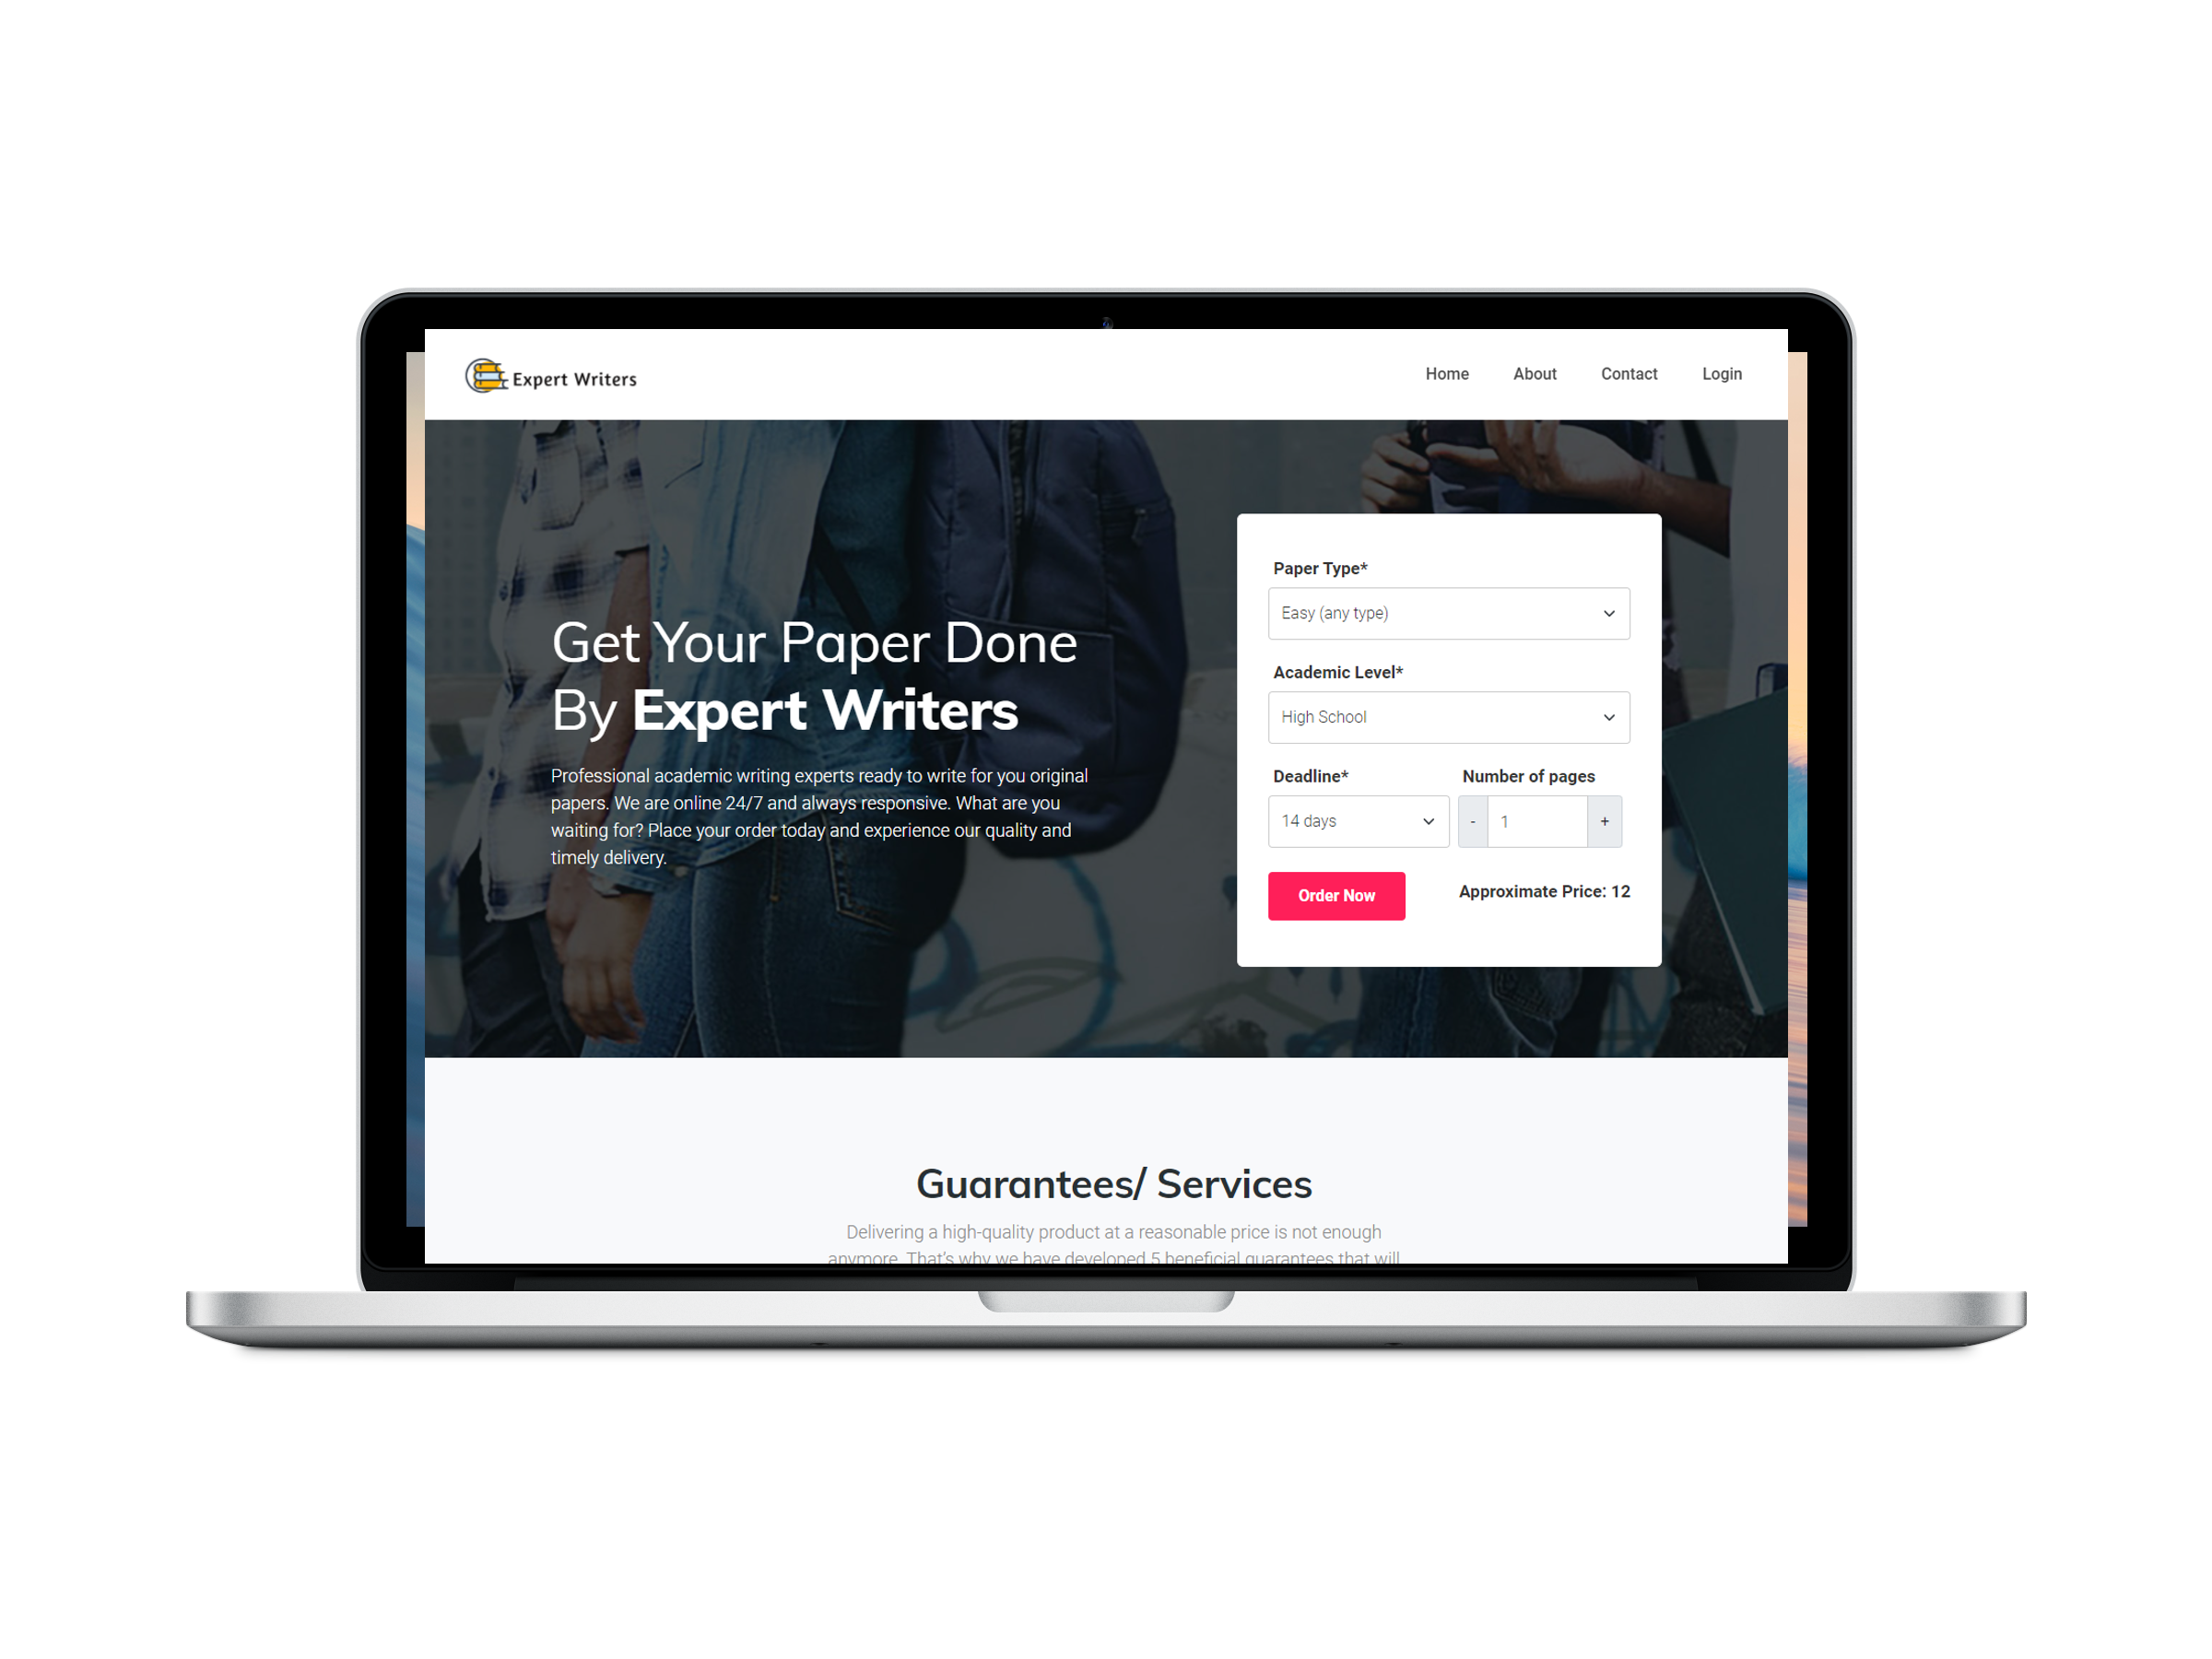 Expert Writers
Home About Contact Login
Get Your Paper Done
By Expert Writers
Professional academic writing experts ready to write for you original
papers. We are online 24/7 and always responsive. What are you
waiting for? Place your order today and experience our quality and
timely delivery.
Paper Type*
Easy (any type)
Academic Level*
High School
Deadline* Number of pages
14 days - 1 +
Order Now Approximate Price: 12
Guarantees/ Services
Delivering a high-quality product at a reasonable price is not enough
anymore. That's why we have developed 5 beneficial guarantees that will